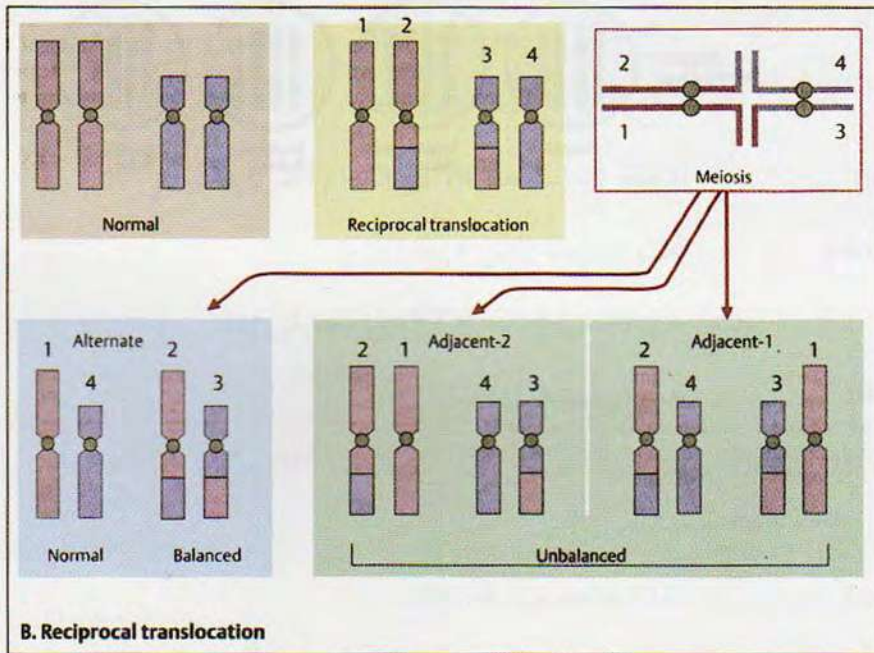 1 2
3 4
2 4
1 3
Meiosis
Normal
Reciprocal translocation
Alternate
1 4 2 3
Normal Balanced
Adjacent-2
2 1 4 3
Adjacent-1
2 4 3 1
Unbalanced
B. Reciprocal translocation